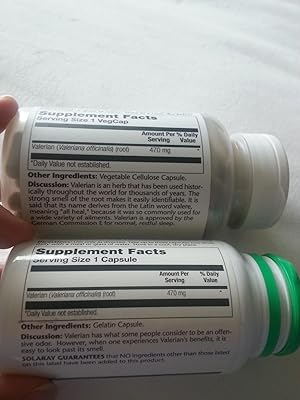 Supplement Facts
Serving Size 1 VegCap
Amount Per % Daily
Serving Value
Valerian (Valeriana officinalis) (root) 470 mg *
*Daily Value not established.
Other Ingredients: Vegetable Cellulose Capsule.
Discussion: Valerian is an herb that has been used histor-
ically throughout the world for thousands of years. The
strong smell of the root makes it easily identifiable. It is
said that its name derives from the Latin word valere,
meaning "all heal," because it was so commonly used for
a wide variety of ailments. Valerian is approved by the
German Commission E for normal, restful sleep.
Supplement Facts
Serving Size 1 Capsule
Amount Per % Daily
Serving Value
Valerian (Valeriana officinalis) (root) 470 mg *
*Daily Value not established.
Other Ingredients: Gelatin Capsule.
Discussion: Valerian has what some people consider to be an offen-
sive odor. However, when one experiences Valerian's benefits, it is
easy to look past its smell.
SOLARAY GUARANTEES that NO ingredients other than those listed
on this label have been added to this product.